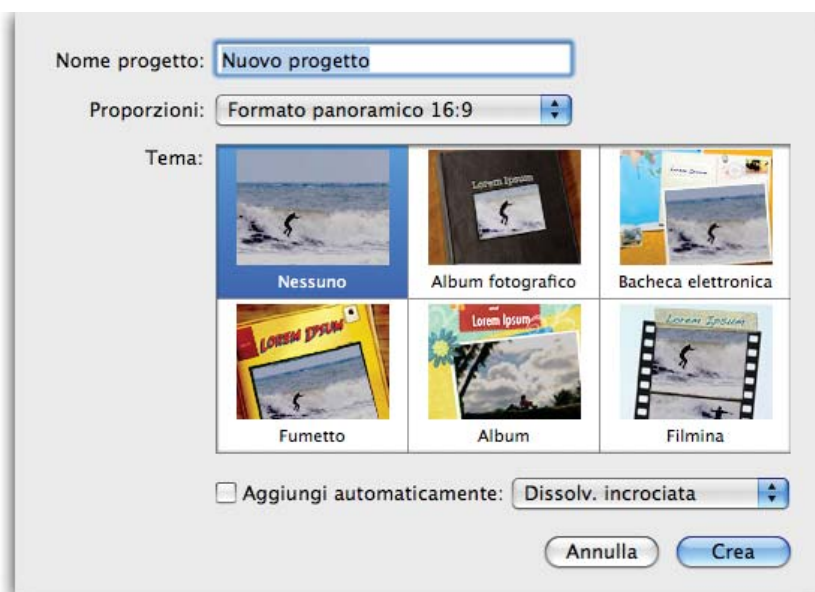 Nome progetto: Nuovo progetto
Proporzioni: Formato panoramico 16:9
Tema:
Lorem Ipsum
Nessuno Album fotografico Bacheca elettronica
LOREM IPSUM
Lorem Ipsum
Lorem Ipsum
Fumetto Album Filmina
Aggiungi automaticamente: Dissolv. incrociata
Annulla Crea